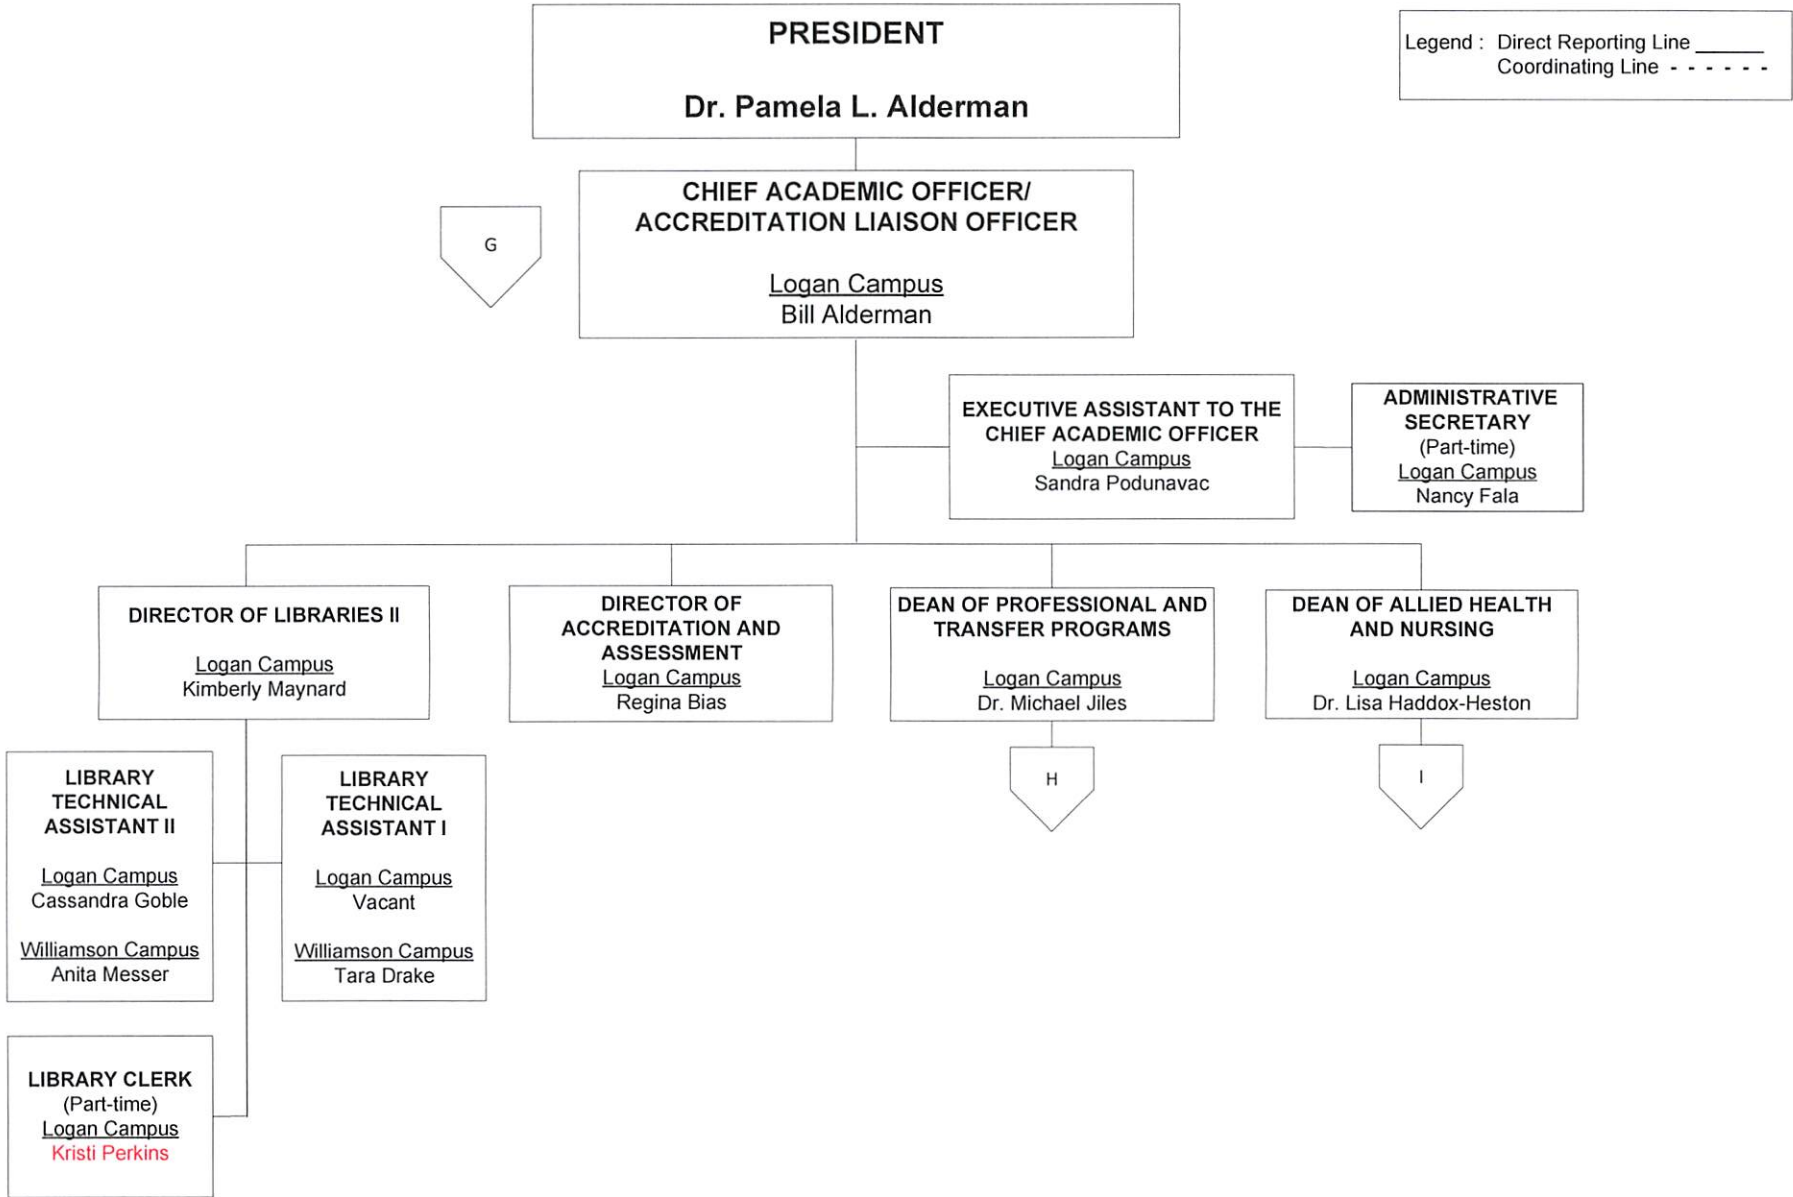 PRESIDENT
Dr. Pamela L. Alderman
Legend : Direct Reporting Line ______
Coordinating Line - - - - - -
G
CHIEF ACADEMIC OFFICER/
ACCREDITATION LIAISON OFFICER
Logan Campus
Bill Alderman
EXECUTIVE ASSISTANT TO THE
CHIEF ACADEMIC OFFICER
Logan Campus
Sandra Podunavac
ADMINISTRATIVE
SECRETARY
(Part-time)
Logan Campus
Nancy Fala
DIRECTOR OF LIBRARIES II
Logan Campus
Kimberly Maynard
DIRECTOR OF
ACCREDITATION AND
ASSESSMENT
Logan Campus
Regina Bias
DEAN OF PROFESSIONAL AND
TRANSFER PROGRAMS
Logan Campus
Dr. Michael Jiles
DEAN OF ALLIED HEALTH
AND NURSING
Logan Campus
Dr. Lisa Haddox-Heston
LIBRARY
TECHNICAL
ASSISTANT II
Logan Campus
Cassandra Goble
Williamson Campus
Anita Messer
LIBRARY
TECHNICAL
ASSISTANT I
Logan Campus
Vacant
Williamson Campus
Tara Drake
H
I
LIBRARY CLERK
(Part-time)
Logan Campus
Kristi Perkins